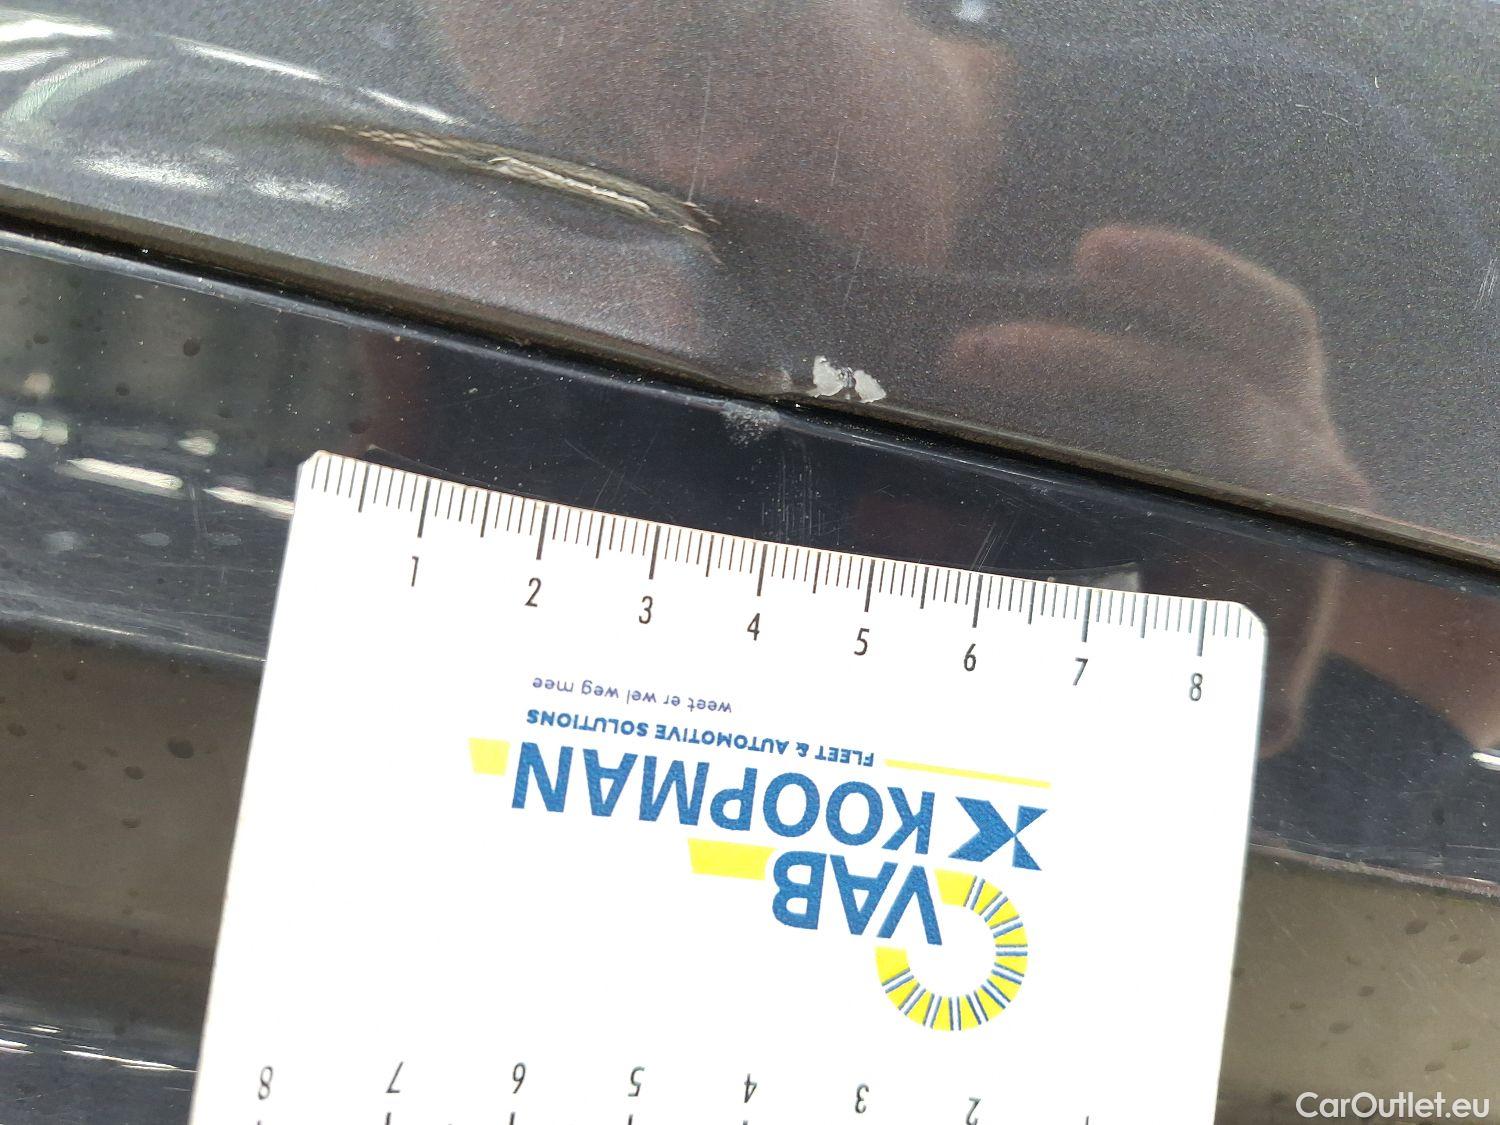 1 2 3 4 5 6 7 8
weet er wel weg mee
FLEET & AUTOMOTIVE SOLUTIONS
KOOPMAN
VAB
8 7 6 5 4 3 2
CarOutlet.eu